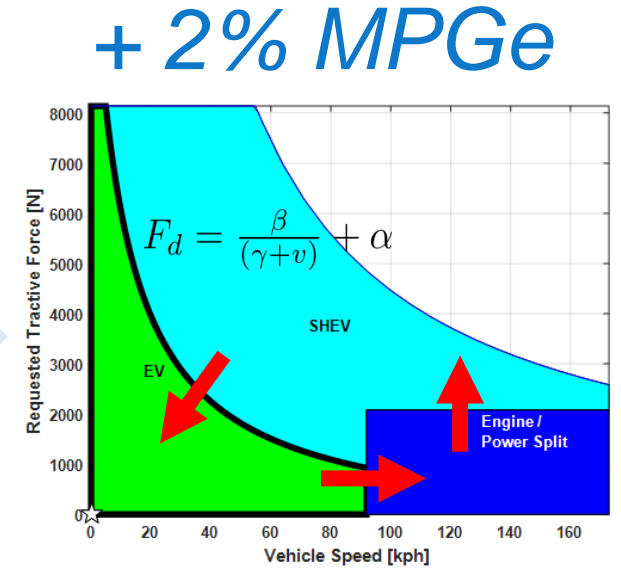 + 2% MPGe
8000
7000
6000
5000
4000
3000
2000
1000
0
Requested Tractive Force [N]
F_d = β/(γ+v) + α
SHEV
EV
Engine /
Power Split
0 20 40 60 80 100 120 140 160
Vehicle Speed [kph]